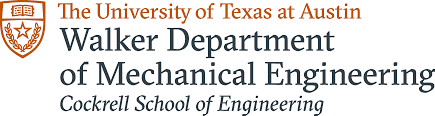 The University of Texas at Austin
Walker Department
of Mechanical Engineering
Cockrell School of Engineering